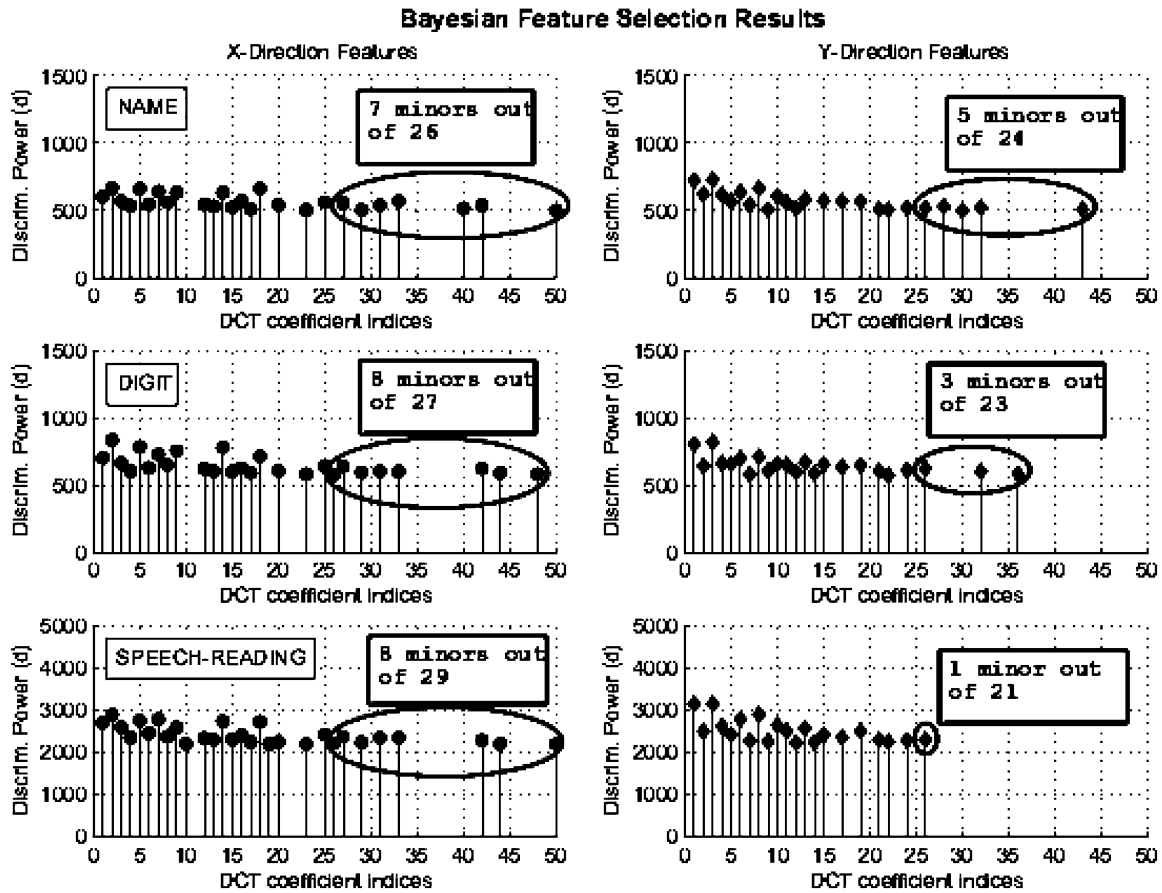 Bayesian Feature Selection Results
X-Direction Features
Y-Direction Features
1500
1000
500
0
Discrim. Power (d)
NAME
7 minors out
of 26
0 5 10 15 20 25 30 35 40 45 50
DCT coefficient indices
1500
1000
500
0
Discrim. Power (d)
5 minors out
of 24
0 5 10 15 20 25 30 35 40 45 50
DCT coefficient indices
1500
1000
500
0
Discrim. Power (d)
DIGIT
8 minors out
of 27
0 5 10 15 20 25 30 35 40 45 50
DCT coefficient indices
1500
1000
500
0
Discrim. Power (d)
3 minors out
of 23
0 5 10 15 20 25 30 35 40 45 50
DCT coefficient indices
5000
4000
3000
2000
1000
0
Discrim. Power (d)
SPEECH-READING
8 minors out
of 29
0 5 10 15 20 25 30 35 40 45 50
DCT coefficient indices
5000
4000
3000
2000
1000
0
Discrim. Power (d)
1 minor out
of 21
0 5 10 15 20 25 30 35 40 45 50
DCT coefficient indices